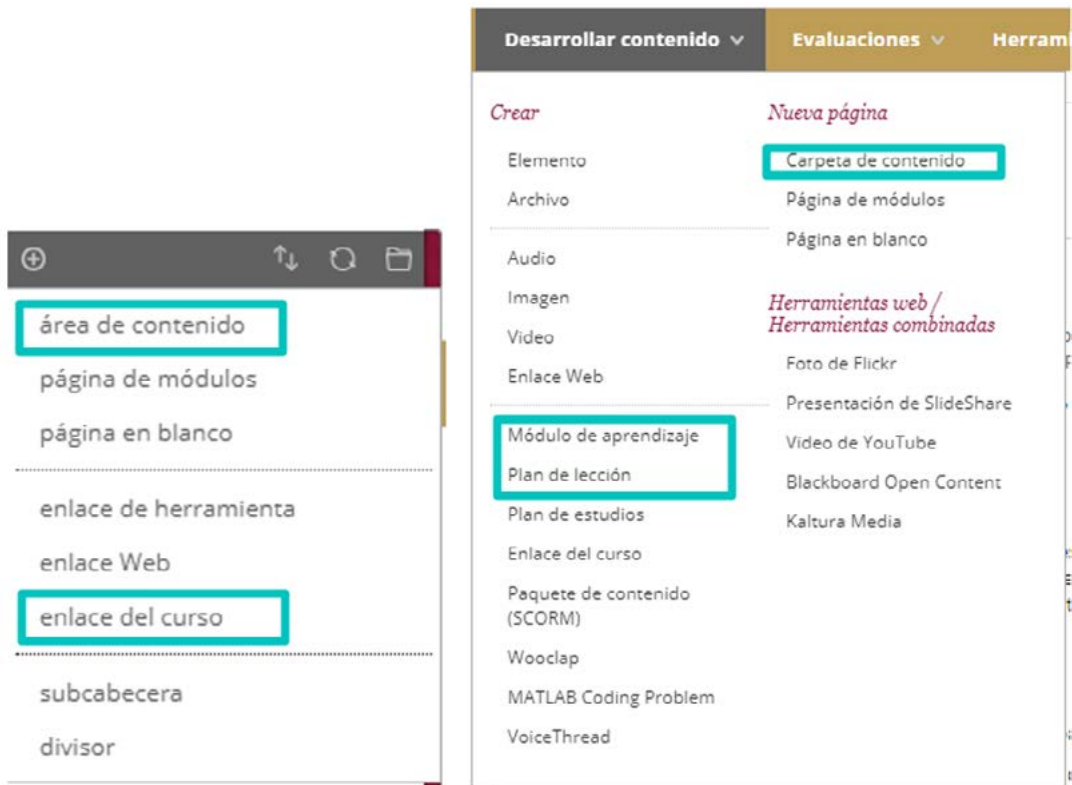 área de contenido
página de módulos
página en blanco
enlace de herramienta
enlace Web
enlace del curso
subcabecera
divisor
Desarrollar contenido
Evaluaciones
Crear
Elemento
Archivo
Audio
Imagen
Video
Enlace Web
Módulo de aprendizaje
Plan de lección
Plan de estudios
Enlace del curso
Paquete de contenido
(SCORM)
Wooclap
MATLAB Coding Problem
VoiceThread
Nueva página
Carpeta de contenido
Página de módulos
Página en blanco
Herramientas web /
Herramientas combinadas
Foto de Flickr
Presentación de SlideShare
Video de YouTube
Blackboard Open Content
Kaltura Media